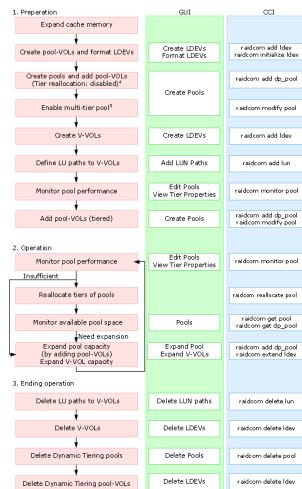 1. Preparation
GUI
CCI
Expand cache memory
Create pool-VOLs and format LDEVs
Create LDEVs
Format LDEVs
raidcom add ldev
raidcom initialize ldev
Create pools and add pool-VOLs
(Tier reallocation: disabled)
Create Pools
raidcom add dp_pool
Enable multi-tier pool
raidcom modify pool
Create V-VOLs
Create LDEVs
raidcom add ldev
Define LU paths to V-VOLs
Add LUN Paths
raidcom add lun
Monitor pool performance
Edit Pools
View Tier Properties
raidcom monitor pool
Add pool-VOLs (tiered)
Create Pools
raidcom add dp_pool
raidcom modify pool
2. Operation
Monitor pool performance
Edit Pools
View Tier Properties
raidcom monitor pool
Insufficient
Reallocate tiers of pools
raidcom reallocate pool
Monitor available pool space
Pools
raidcom get pool
raidcom get dp_pool
Need expansion
Expand pool capacity
(by adding pool-VOLs)
Expand V-VOL capacity
Expand Pool
Expand V-VOLs
raidcom add dp_pool
raidcom extend ldev
3. Ending operation
Delete LU paths to V-VOLs
Delete LUN paths
raidcom delete lun
Delete V-VOLs
Delete LDEVs
raidcom delete ldev
Delete Dynamic Tiering pools
Delete Pools
raidcom delete pool
Delete Dynamic Tiering pool-VOLs
Delete LDEVs
raidcom delete ldev